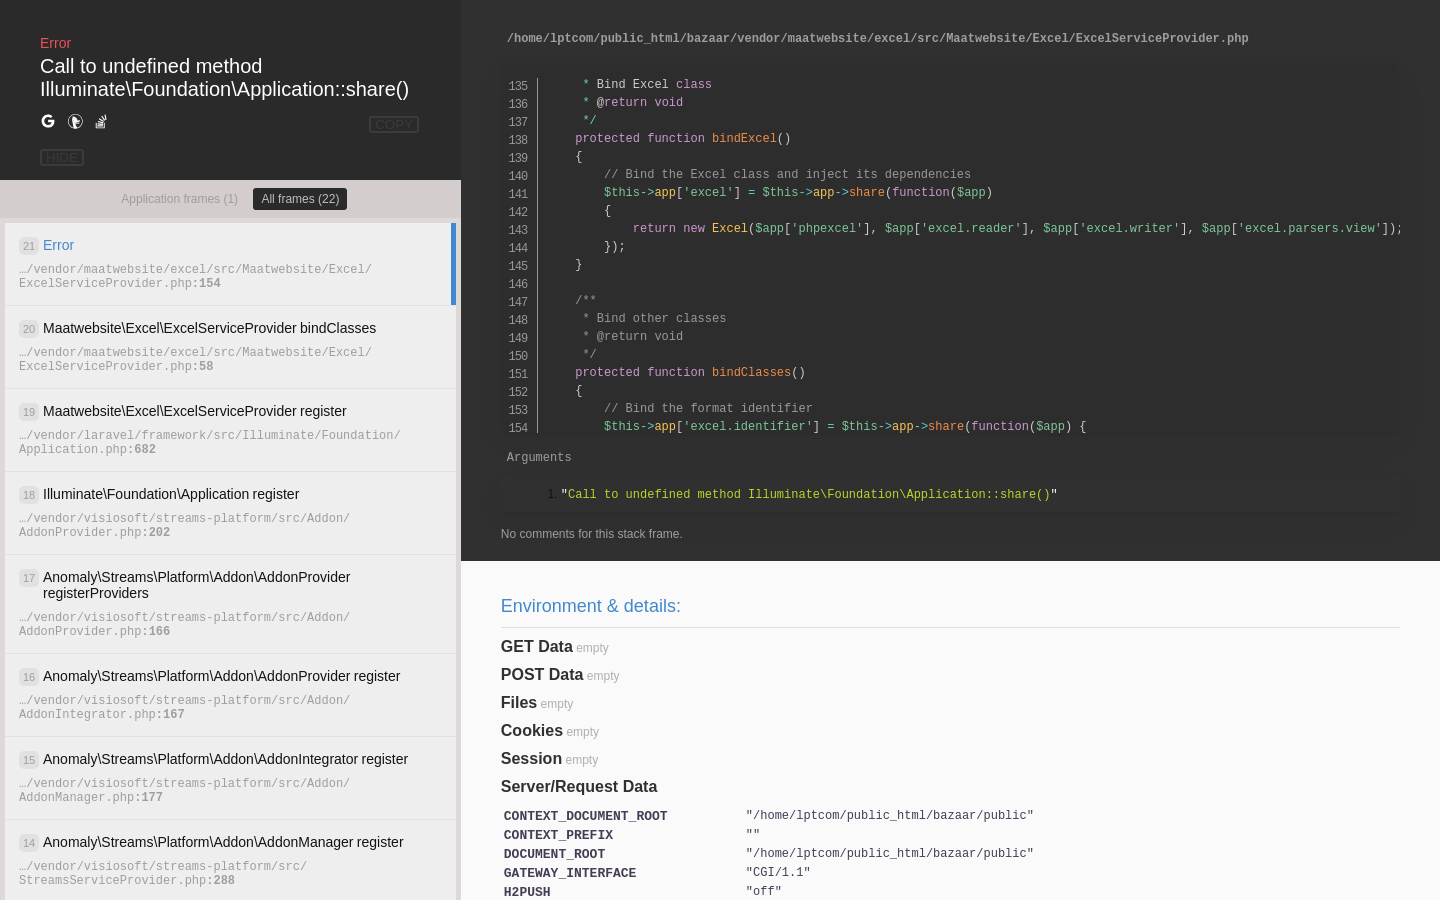 Error
Call to undefined method
Illuminate\Foundation\Application::share()
COPY
HIDE
Application frames (1)
All frames (22)
21 Error
…/vendor/maatwebsite/excel/src/Maatwebsite/Excel/
ExcelServiceProvider.php:154
20 Maatwebsite\Excel\ExcelServiceProvider bindClasses
…/vendor/maatwebsite/excel/src/Maatwebsite/Excel/
ExcelServiceProvider.php:58
19 Maatwebsite\Excel\ExcelServiceProvider register
…/vendor/laravel/framework/src/Illuminate/Foundation/
Application.php:682
18 Illuminate\Foundation\Application register
…/vendor/visiosoft/streams-platform/src/Addon/
AddonProvider.php:202
17 Anomaly\Streams\Platform\Addon\AddonProvider
registerProviders
…/vendor/visiosoft/streams-platform/src/Addon/
AddonProvider.php:166
16 Anomaly\Streams\Platform\Addon\AddonProvider register
…/vendor/visiosoft/streams-platform/src/Addon/
AddonIntegrator.php:167
15 Anomaly\Streams\Platform\Addon\AddonIntegrator register
…/vendor/visiosoft/streams-platform/src/Addon/
AddonManager.php:177
14 Anomaly\Streams\Platform\Addon\AddonManager register
…/vendor/visiosoft/streams-platform/src/
StreamsServiceProvider.php:288
/home/lptcom/public_html/bazaar/vendor/maatwebsite/excel/src/Maatwebsite/Excel/ExcelServiceProvider.php
135      * Bind Excel class
136      * @return void
137      */
138     protected function bindExcel()
139     {
140         // Bind the Excel class and inject its dependencies
141         $this->app['excel'] = $this->app->share(function($app)
142         {
143             return new Excel($app['phpexcel'], $app['excel.reader'], $app['excel.writer'], $app['excel.parsers.view']);
144         });
145     }
146
147     /**
148      * Bind other classes
149      * @return void
150      */
151     protected function bindClasses()
152     {
153         // Bind the format identifier
154         $this->app['excel.identifier'] = $this->app->share(function($app) {
Arguments
1. "Call to undefined method Illuminate\Foundation\Application::share()"
No comments for this stack frame.
Environment & details:
GET Data empty
POST Data empty
Files empty
Cookies empty
Session empty
Server/Request Data
CONTEXT_DOCUMENT_ROOT "/home/lptcom/public_html/bazaar/public"
CONTEXT_PREFIX ""
DOCUMENT_ROOT "/home/lptcom/public_html/bazaar/public"
GATEWAY_INTERFACE "CGI/1.1"
H2PUSH "off"